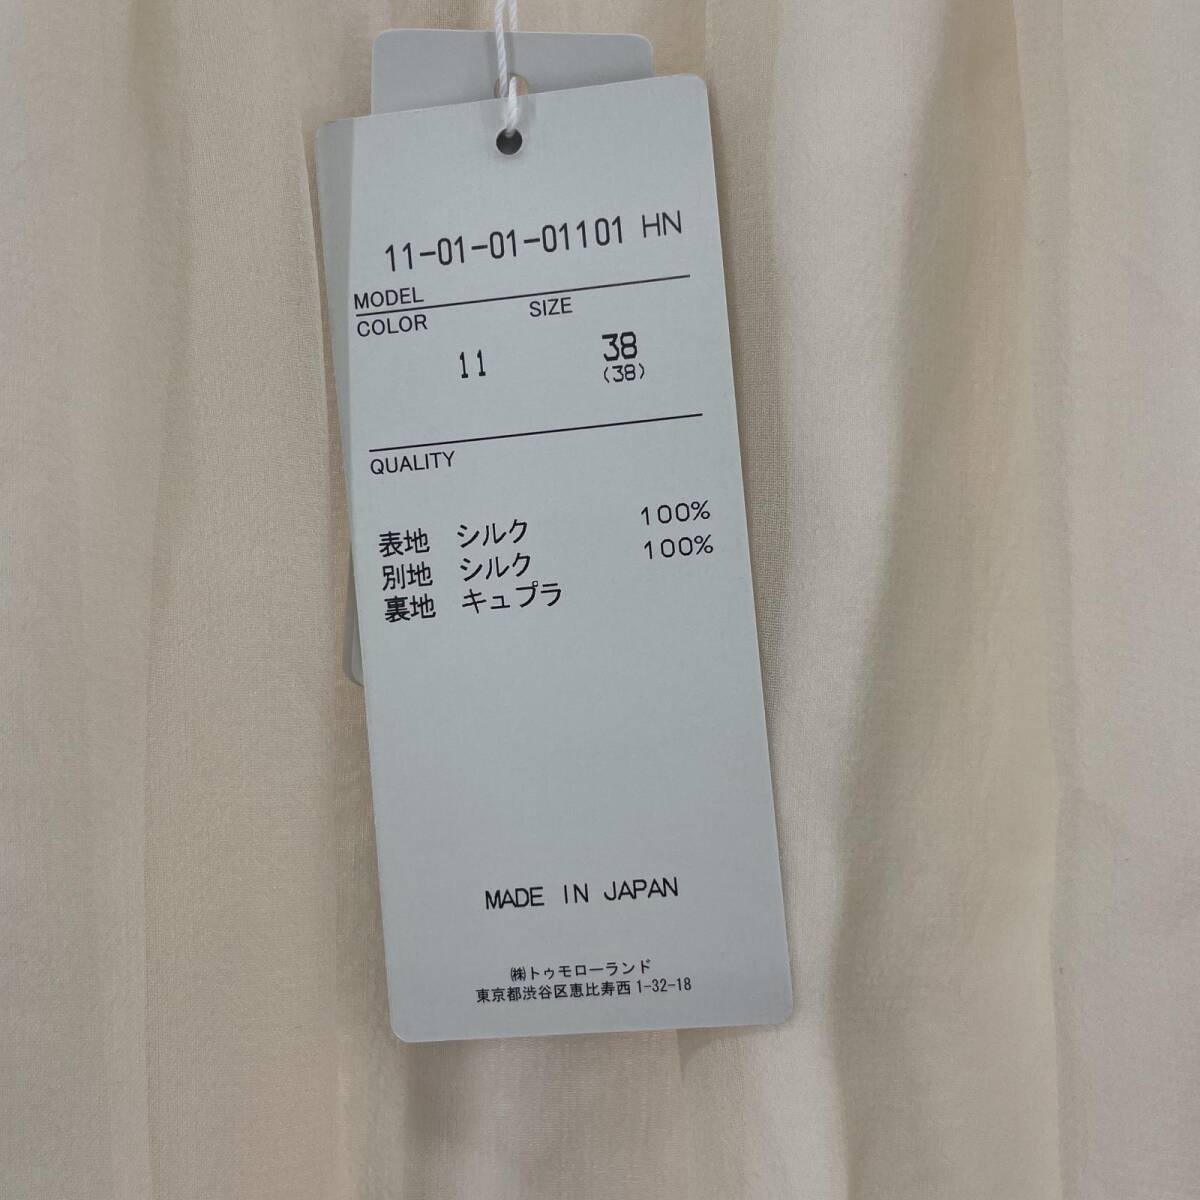 11-01-01-01101 HN
MODEL
COLOR SIZE
11 38
(38)
QUALITY
表地 シルク 100%
別地 シルク 100%
裏地 キュプラ
MADE IN JAPAN
㈱トゥモローランド
東京都渋谷区恵比寿西1-32-18